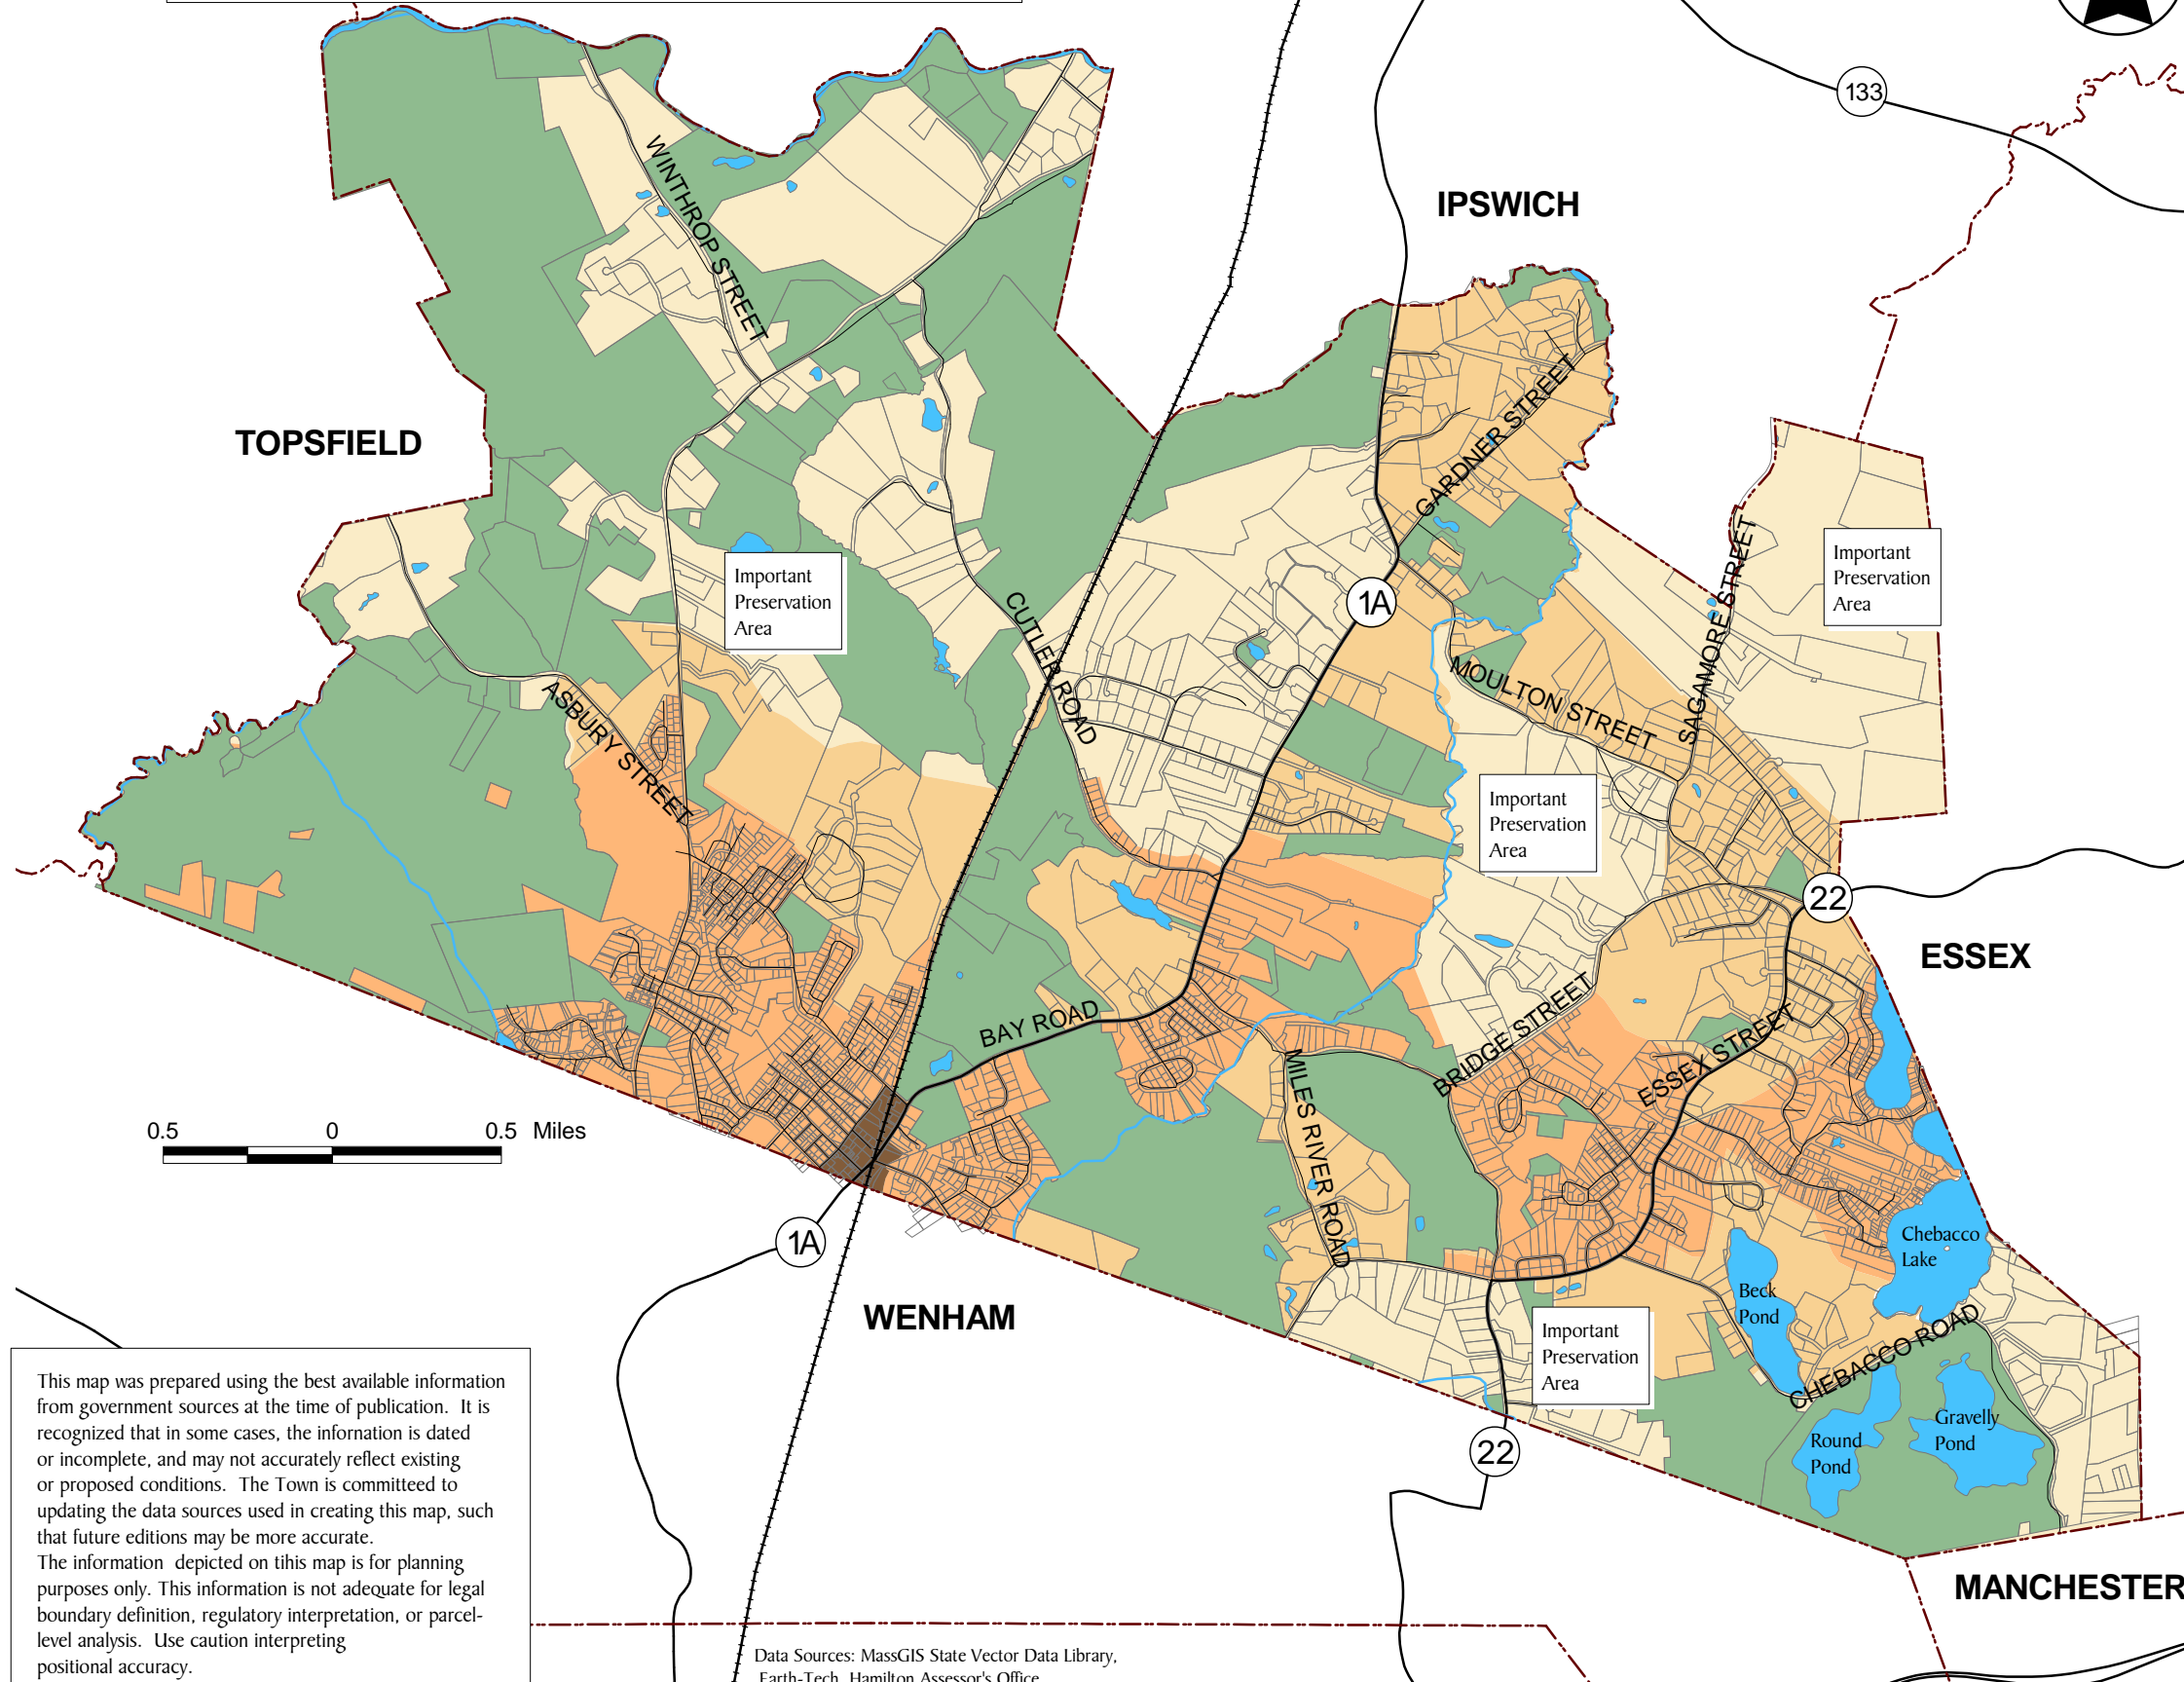 133
IPSWICH
WINTHROP STREET
TOPSFIELD
GARDNER STREET
Important
Preservation
Area
Important
Preservation
Area
SAGAMORE STREET
1A
CUTLER ROAD
MOULTON STREET
ASBURY STREET
Important
Preservation
Area
22
ESSEX
BAY ROAD
BRIDGE STREET
ESSEX STREET
MILES RIVER ROAD
0.5 0 0.5 Miles
1A
Chebacco
Lake
Beck
Pond
WENHAM
Important
Preservation
Area
CHEBACCO ROAD
Gravelly
Pond
Round
Pond
22
This map was prepared using the best available information
from government sources at the time of publication. It is
recognized that in some cases, the infornation is dated
or incomplete, and may not accurately reflect existing
or proposed conditions. The Town is committeed to
updating the data sources used in creating this map, such
that future editions may be more accurate.
The information depicted on tihis map is for planning
purposes only. This information is not adequate for legal
boundary definition, regulatory interpretation, or parcel-
level analysis. Use caution interpreting
positional accuracy.
MANCHESTER
Data Sources: MassGIS State Vector Data Library,
Earth-Tech, Hamilton Assessor's Office